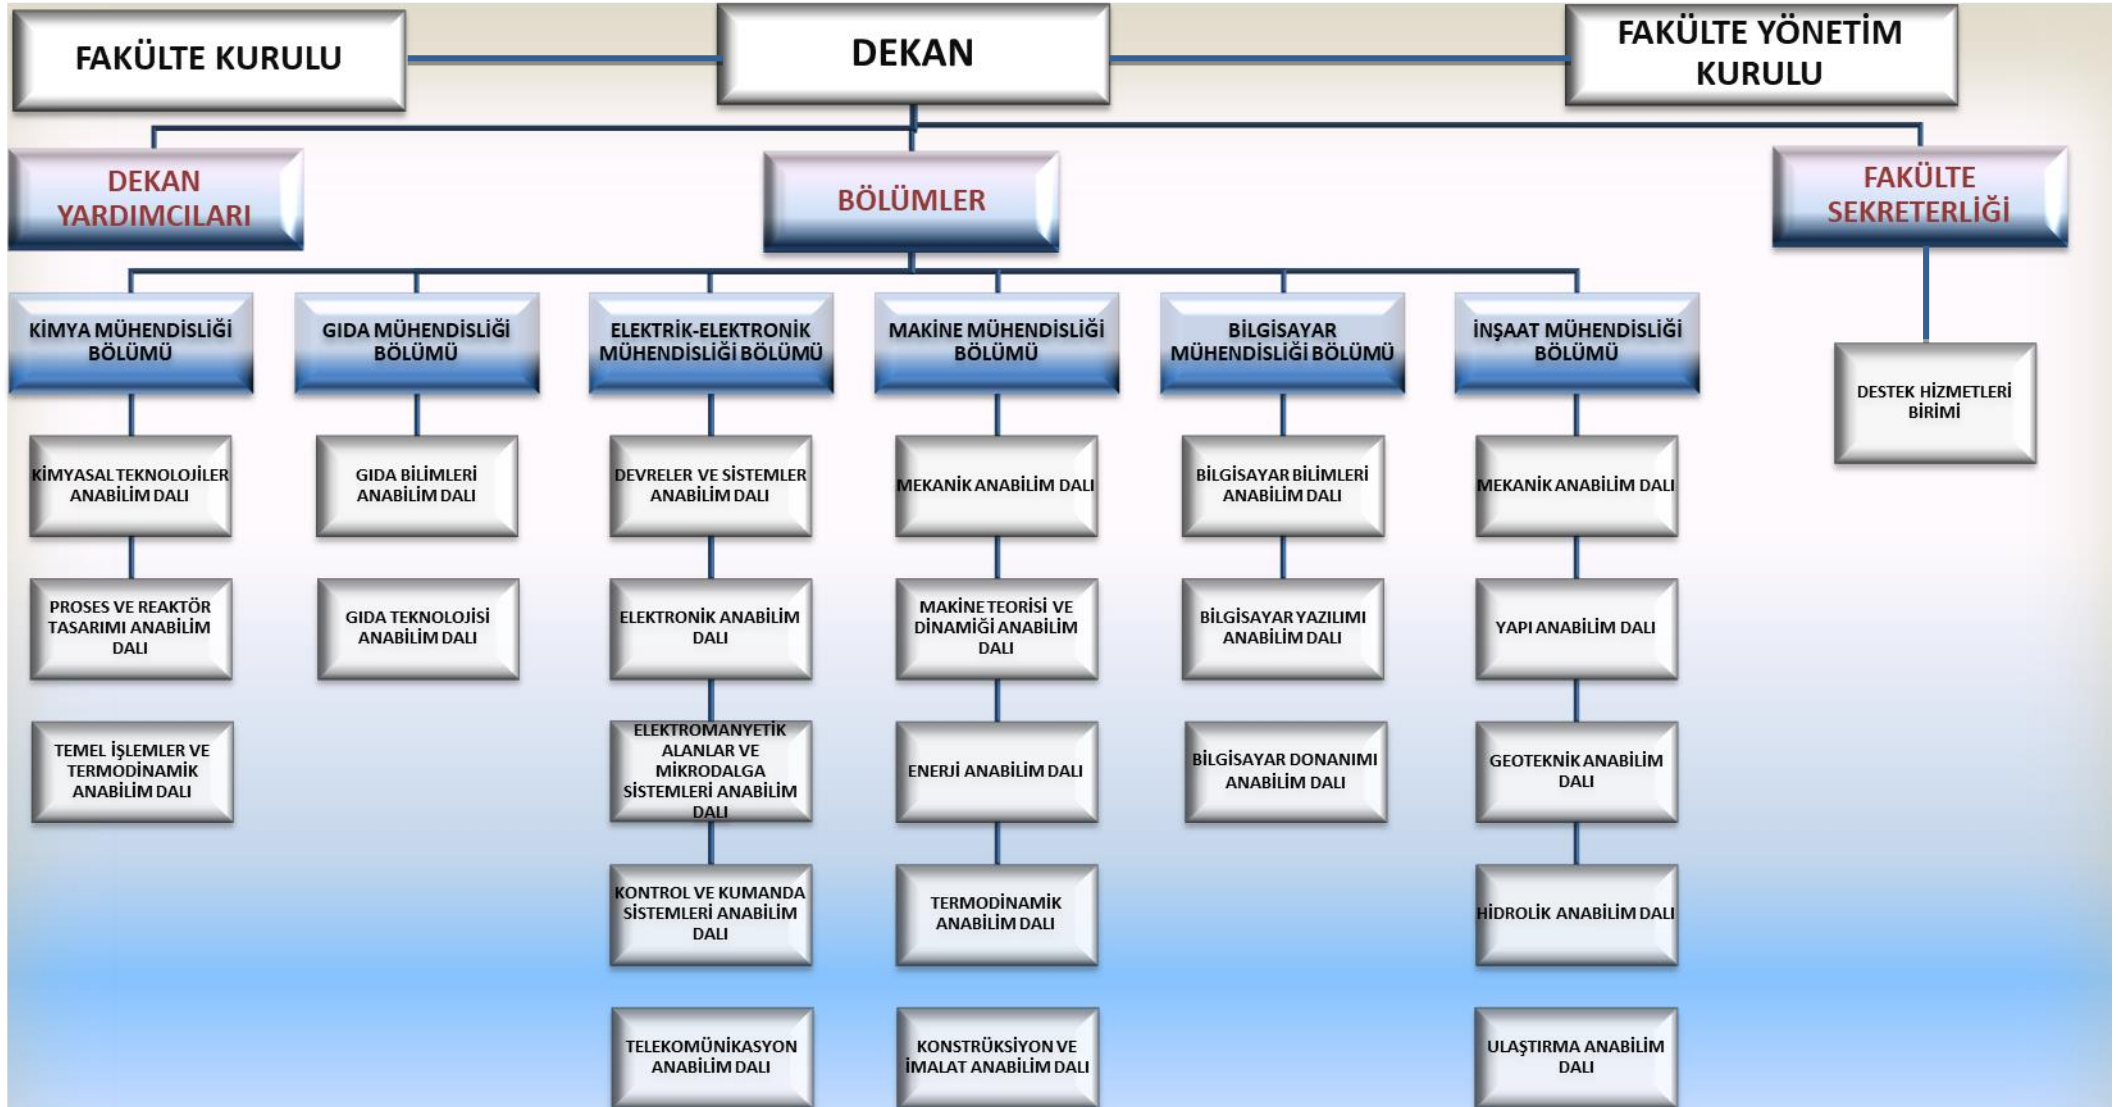 FAKÜLTE KURULU
DEKAN
FAKÜLTE YÖNETİM
KURULU
DEKAN
YARDIMCILARI
BÖLÜMLER
FAKÜLTE
SEKRETERLİĞİ
KİMYA MÜHENDİSLİĞİ
BÖLÜMÜ
GIDA MÜHENDİSLİĞİ
BÖLÜMÜ
ELEKTRİK-ELEKTRONİK
MÜHENDİSLİĞİ BÖLÜMÜ
MAKİNE MÜHENDİSLİĞİ
BÖLÜMÜ
BİLGİSAYAR
MÜHENDİSLİĞİ BÖLÜMÜ
İNŞAAT MÜHENDİSLİĞİ
BÖLÜMÜ
DESTEK HİZMETLERİ
BİRİMİ
KİMYASAL TEKNOLOJİLER
ANABİLİM DALI
GIDA BİLİMLERİ
ANABİLİM DALI
DEVRELER VE SİSTEMLER
ANABİLİM DALI
MEKANİK ANABİLİM DALI
BİLGİSAYAR BİLİMLERİ
ANABİLİM DALI
MEKANİK ANABİLİM DALI
PROSES VE REAKTÖR
TASARIMI ANABİLİM
DALI
GIDA TEKNOLOJİSİ
ANABİLİM DALI
ELEKTRONİK ANABİLİM
DALI
MAKİNE TEORİSİ VE
DİNAMİĞİ ANABİLİM
DALI
BİLGİSAYAR YAZILIMI
ANABİLİM DALI
YAPI ANABİLİM DALI
TEMEL İŞLEMLER VE
TERMODİNAMİK
ANABİLİM DALI
ELEKTROMANYETİK
ALANLAR VE
MİKRODALGA
SİSTEMLERİ ANABİLİM
DALI
ENERJİ ANABİLİM DALI
BİLGİSAYAR DONANIMI
ANABİLİM DALI
GEOTEKNİK ANABİLİM
DALI
KONTROL VE KUMANDA
SİSTEMLERİ ANABİLİM
DALI
TERMODİNAMİK
ANABİLİM DALI
HİDROLİK ANABİLİM DALI
TELEKOMÜNİKASYON
ANABİLİM DALI
KONSTRÜKSİYON VE
İMALAT ANABİLİM DALI
ULAŞTIRMA ANABİLİM
DALI